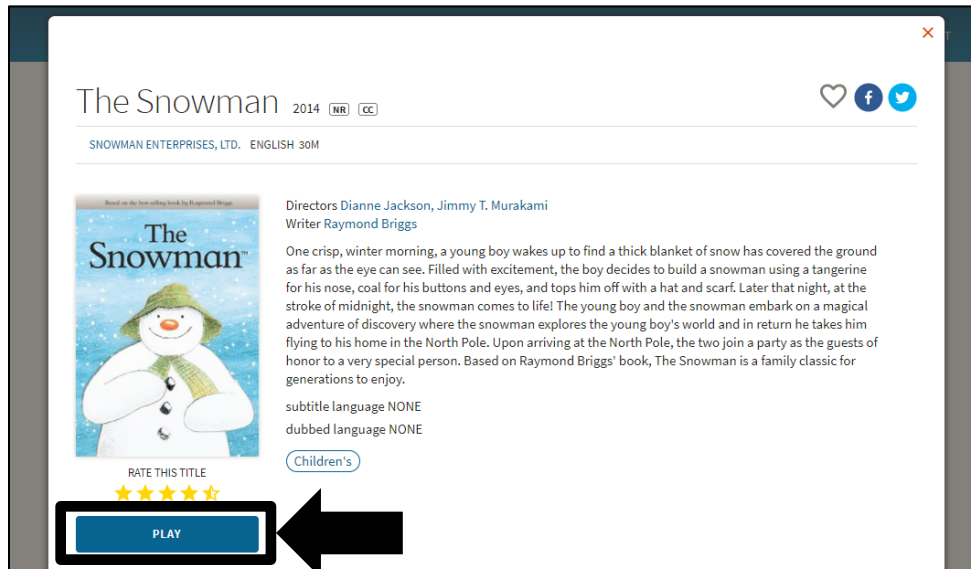 T
The Snowman 2014 NR CC
SNOWMAN ENTERPRISES, LTD. ENGLISH 30M
Based on the best-selling book by Raymond Briggs
The
Snowman™
Directors Dianne Jackson, Jimmy T. Murakami
Writer Raymond Briggs
One crisp, winter morning, a young boy wakes up to find a thick blanket of snow has covered the ground
as far as the eye can see. Filled with excitement, the boy decides to build a snowman using a tangerine
for his nose, coal for his buttons and eyes, and tops him off with a hat and scarf. Later that night, at the
stroke of midnight, the snowman comes to life! The young boy and the snowman embark on a magical
adventure of discovery where the snowman explores the young boy's world and in return he takes him
flying to his home in the North Pole. Upon arriving at the North Pole, the two join a party as the guests of
honor to a very special person. Based on Raymond Briggs' book, The Snowman is a family classic for
generations to enjoy.
subtitle language NONE
dubbed language NONE
Children's
RATE THIS TITLE
PLAY